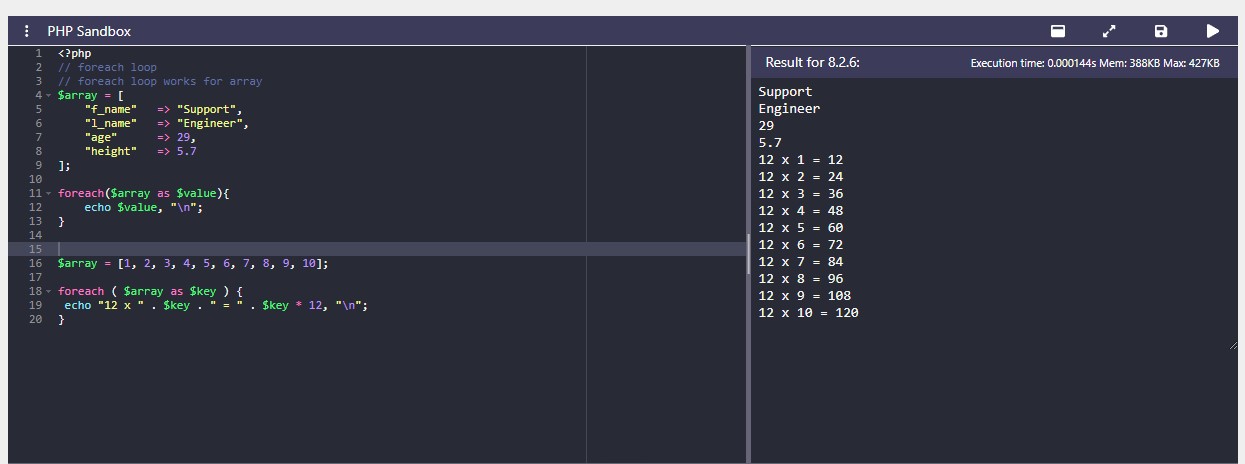 PHP Sandbox
1 <?php
2 // foreach loop
3 // foreach loop works for array
4 $array = [
5 "f_name" => "Support",
6 "l_name" => "Engineer",
7 "age" => 29,
8 "height" => 5.7
9 ];
10
11 foreach($array as $value){
12 echo $value, "\n";
13 }
14
15
16 $array = [1, 2, 3, 4, 5, 6, 7, 8, 9, 10];
17
18 foreach ( $array as $key ) {
19 echo "12 x " . $key . " = " . $key * 12, "\n";
20 }
Result for 8.2.6: Execution time: 0.000144s Mem: 388KB Max: 427KB
Support
Engineer
29
5.7
12 x 1 = 12
12 x 2 = 24
12 x 3 = 36
12 x 4 = 48
12 x 5 = 60
12 x 6 = 72
12 x 7 = 84
12 x 8 = 96
12 x 9 = 108
12 x 10 = 120